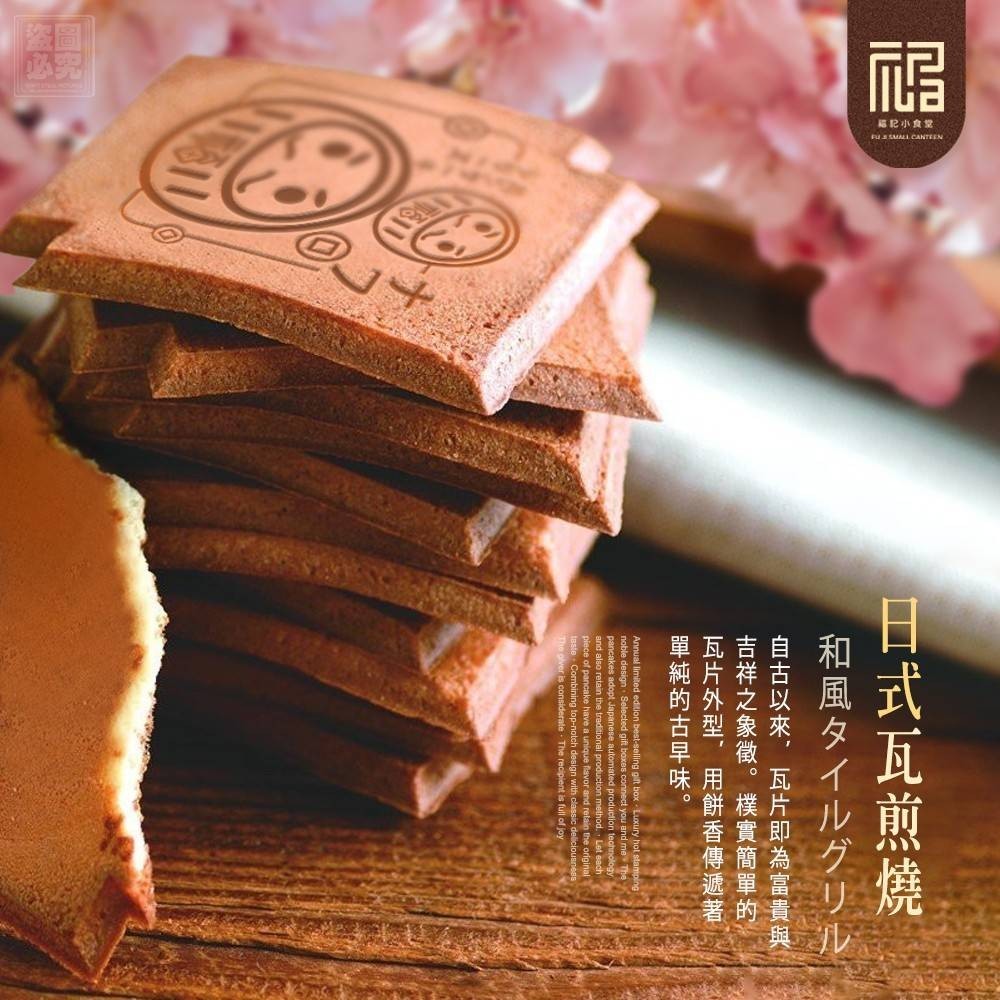 盜圖
必究
福記小食堂
FU JI SMALL CANTEEN
日式瓦煎燒
和風タイルグリル
自古以來，瓦片即為富貴與
吉祥之象徵。樸實簡單的
瓦片外型，用餅香傳遞著
單純的古早味。
Annual limited edition best-selling gift box · Luxury hot stamping
noble design · Selected gift boxes connect you and me · The
pancakes adopt Japanese automated production technology
and also retain the traditional production method. · Let each
piece of pancake have a unique flavor and retain the original
taste · Combining top-notch design with classic deliciousness
The giver is considerate · The recipient is full of joy